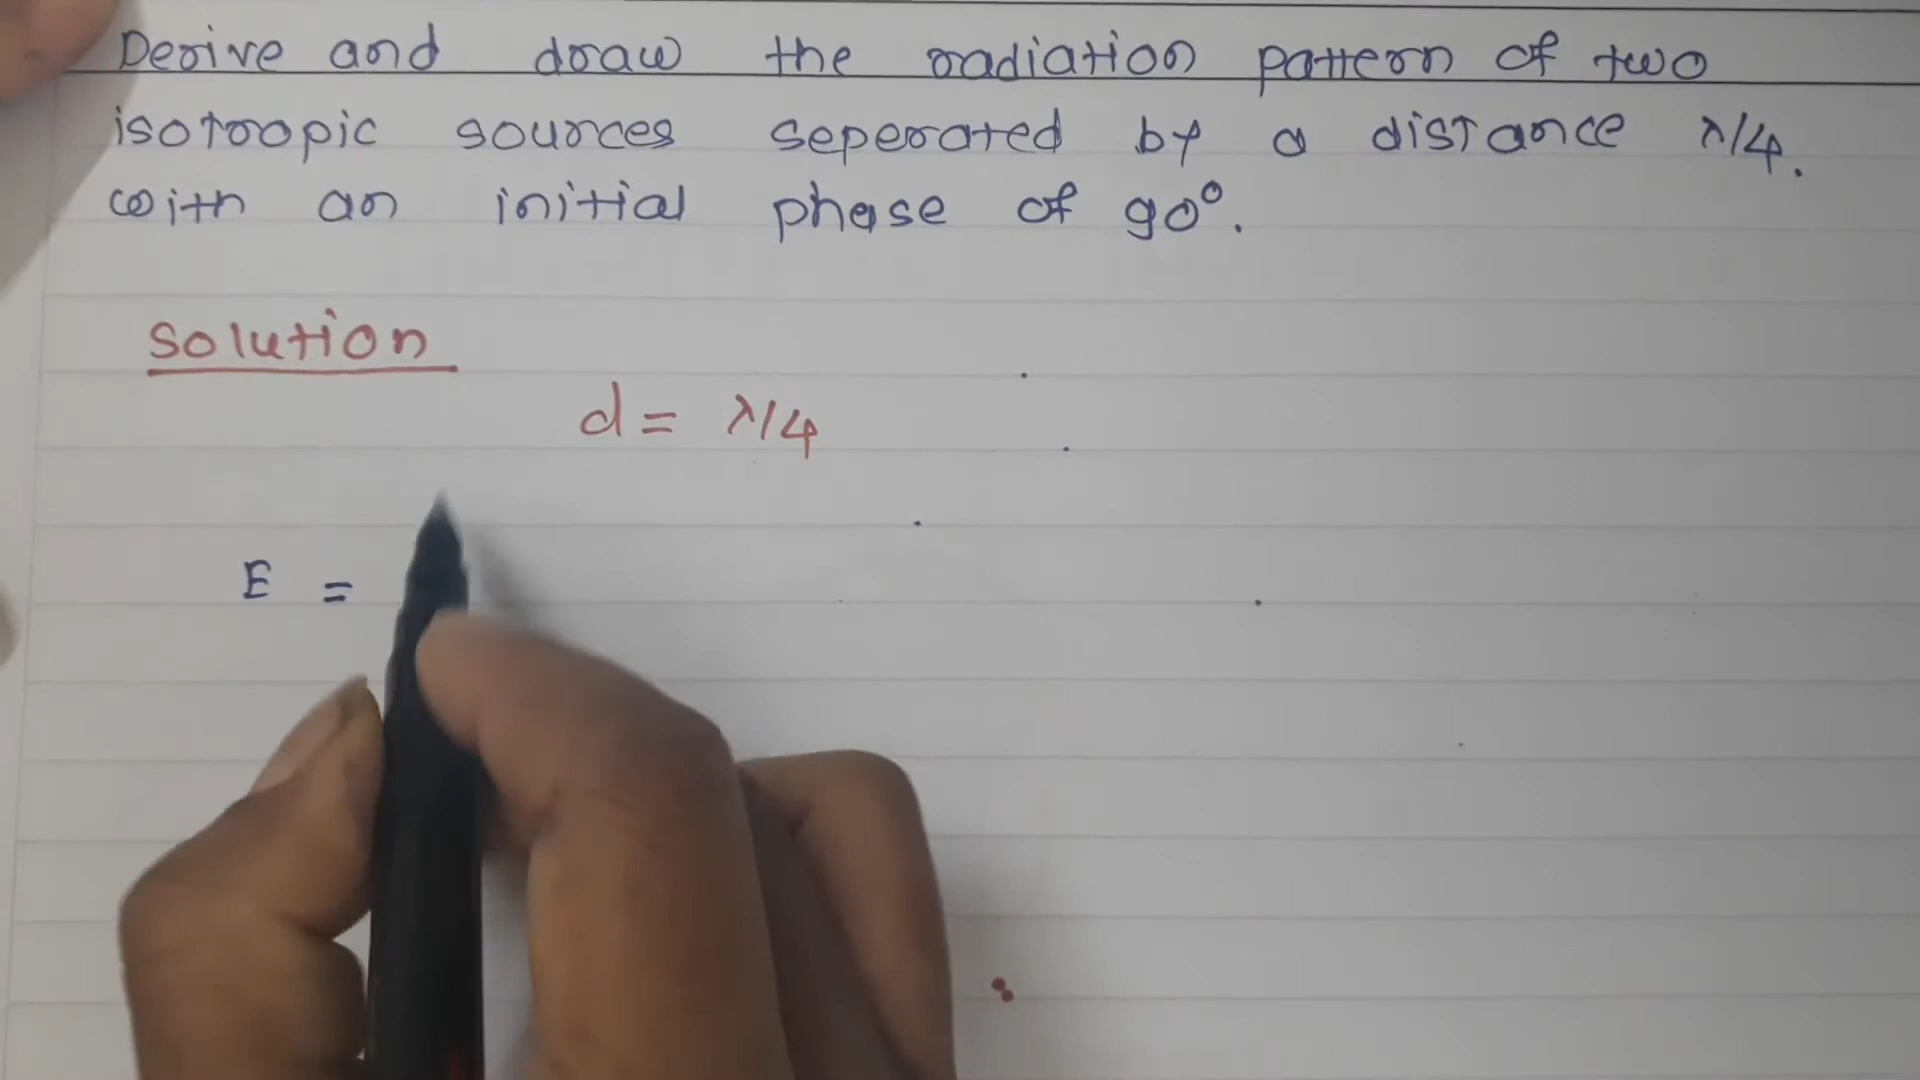 Derive and draw the radiation pattern of two
isotropic sources seperated by a distance λ/4.
with an initial phase of 90°.
Solution
d = λ/4
E =